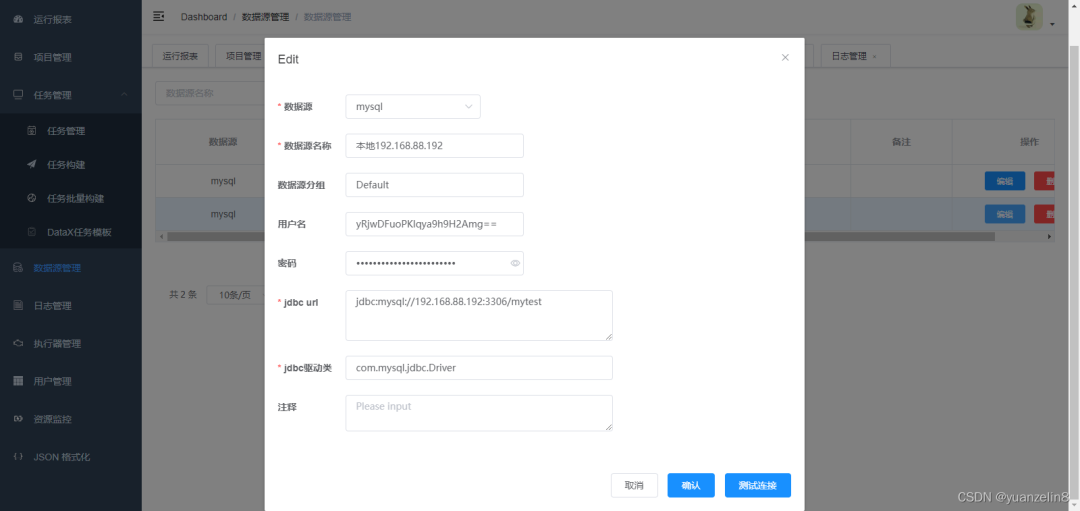 运行报表
项目管理
任务管理
任务管理
任务构建
任务批量构建
DataX任务模板
数据源管理
日志管理
执行器管理
用户管理
资源监控
JSON 格式化
Dashboard / 数据源管理 / 数据源管理
运行报表
项目管理
日志管理 ×
数据源名称
数据源
备注
操作
mysql
编辑
mysql
编辑
共 2 条
10条/页
Edit
* 数据源
mysql
* 数据源名称
本地192.168.88.192
数据源分组
Default
用户名
密码
••••••••••••••••••••••••
* jdbc url
jdbc:mysql://192.168.88.192:3306/mytest
* jdbc驱动类
com.mysql.jdbc.Driver
注释
Please input
取消
确认
测试连接
CSDN @yuanzelin8